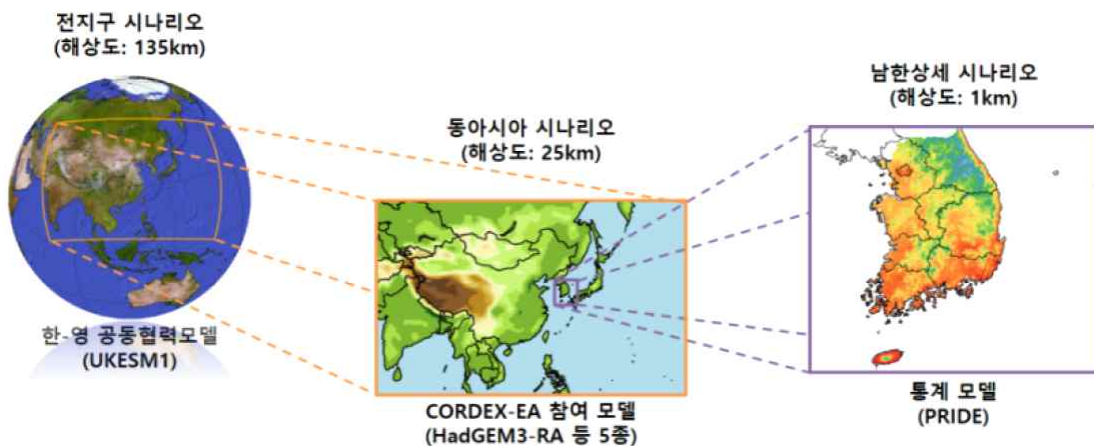 전지구 시나리오
(해상도: 135km)
한-영 공동협력모델
(UKESM1)
동아시아 시나리오
(해상도: 25km)
CORDEX-EA 참여 모델
(HadGEM3-RA 등 5종)
남한상세 시나리오
(해상도: 1km)
통계 모델
(PRIDE)